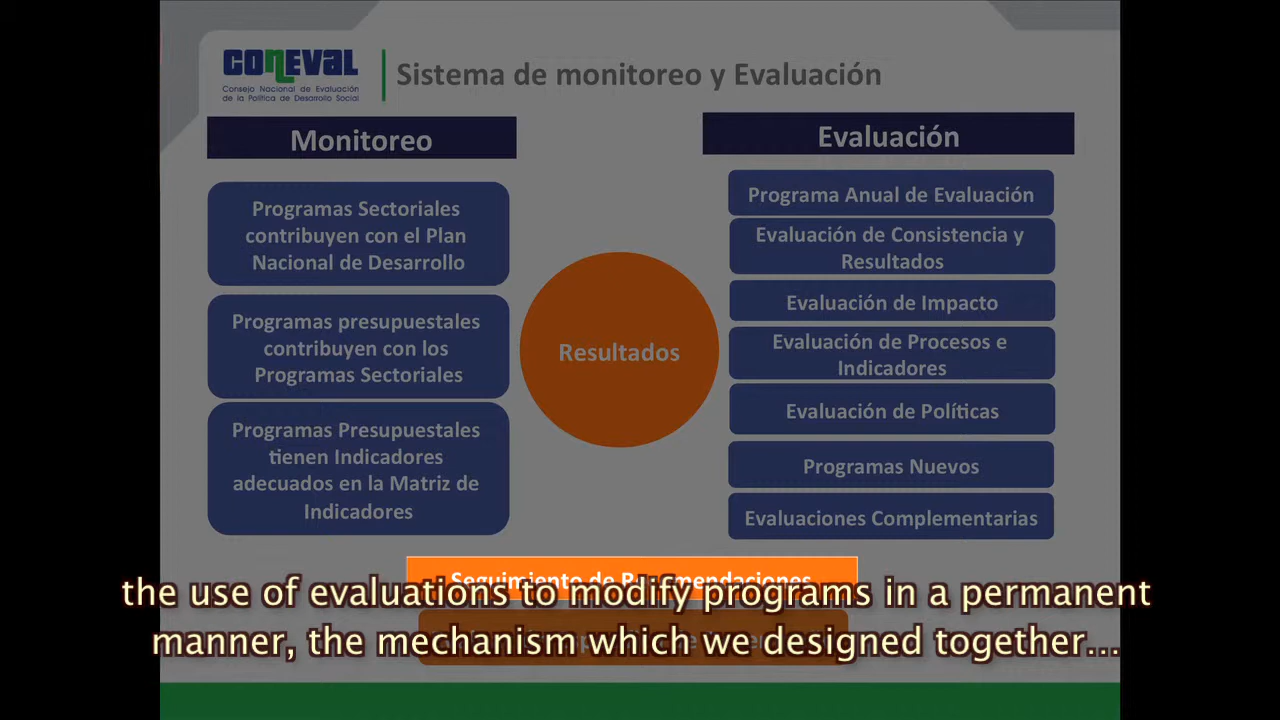 CONEVAL
Consejo Nacional de Evaluación
de la Política de Desarrollo Social
Sistema de monitoreo y Evaluación
Monitoreo
Programas Sectoriales
contribuyen con el Plan
Nacional de Desarrollo
Programas presupuestales
contribuyen con los
Programas Sectoriales
Programas Presupuestales
tienen Indicadores
adecuados en la Matriz de
Indicadores
Resultados
Evaluación
Programa Anual de Evaluación
Evaluación de Consistencia y
Resultados
Evaluación de Impacto
Evaluación de Procesos e
Indicadores
Evaluación de Políticas
Programas Nuevos
Evaluaciones Complementarias
Seguimiento de Recomendaciones
the use of evaluations to modify programs in a permanent
manner, the mechanism which we designed together...